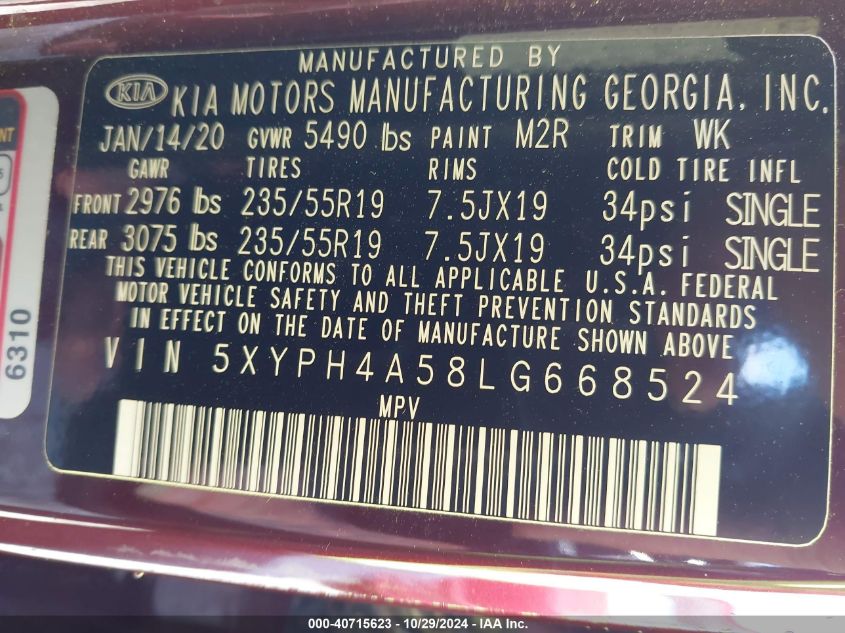 MANUFACTURED BY
KIA KIA MOTORS MANUFACTURING GEORGIA, INC.
JAN/14/20 GVWR 5490 lbs PAINT M2R TRIM WK
GAWR TIRES RIMS COLD TIRE INFL
FRONT 2976 lbs 235/55R19 7.5JX19 34psi SINGLE
REAR 3075 lbs 235/55R19 7.5JX19 34psi SINGLE
THIS VEHICLE CONFORMS TO ALL APPLICABLE U.S.A. FEDERAL
MOTOR VEHICLE SAFETY AND THEFT PREVENTION STANDARDS
IN EFFECT ON THE DATE OF MANUFACTURE SHOWN ABOVE
VIN 5XYPH4A58LG668524
MPV
6310
000-40715623 - 10/29/2024 - IAA Inc.